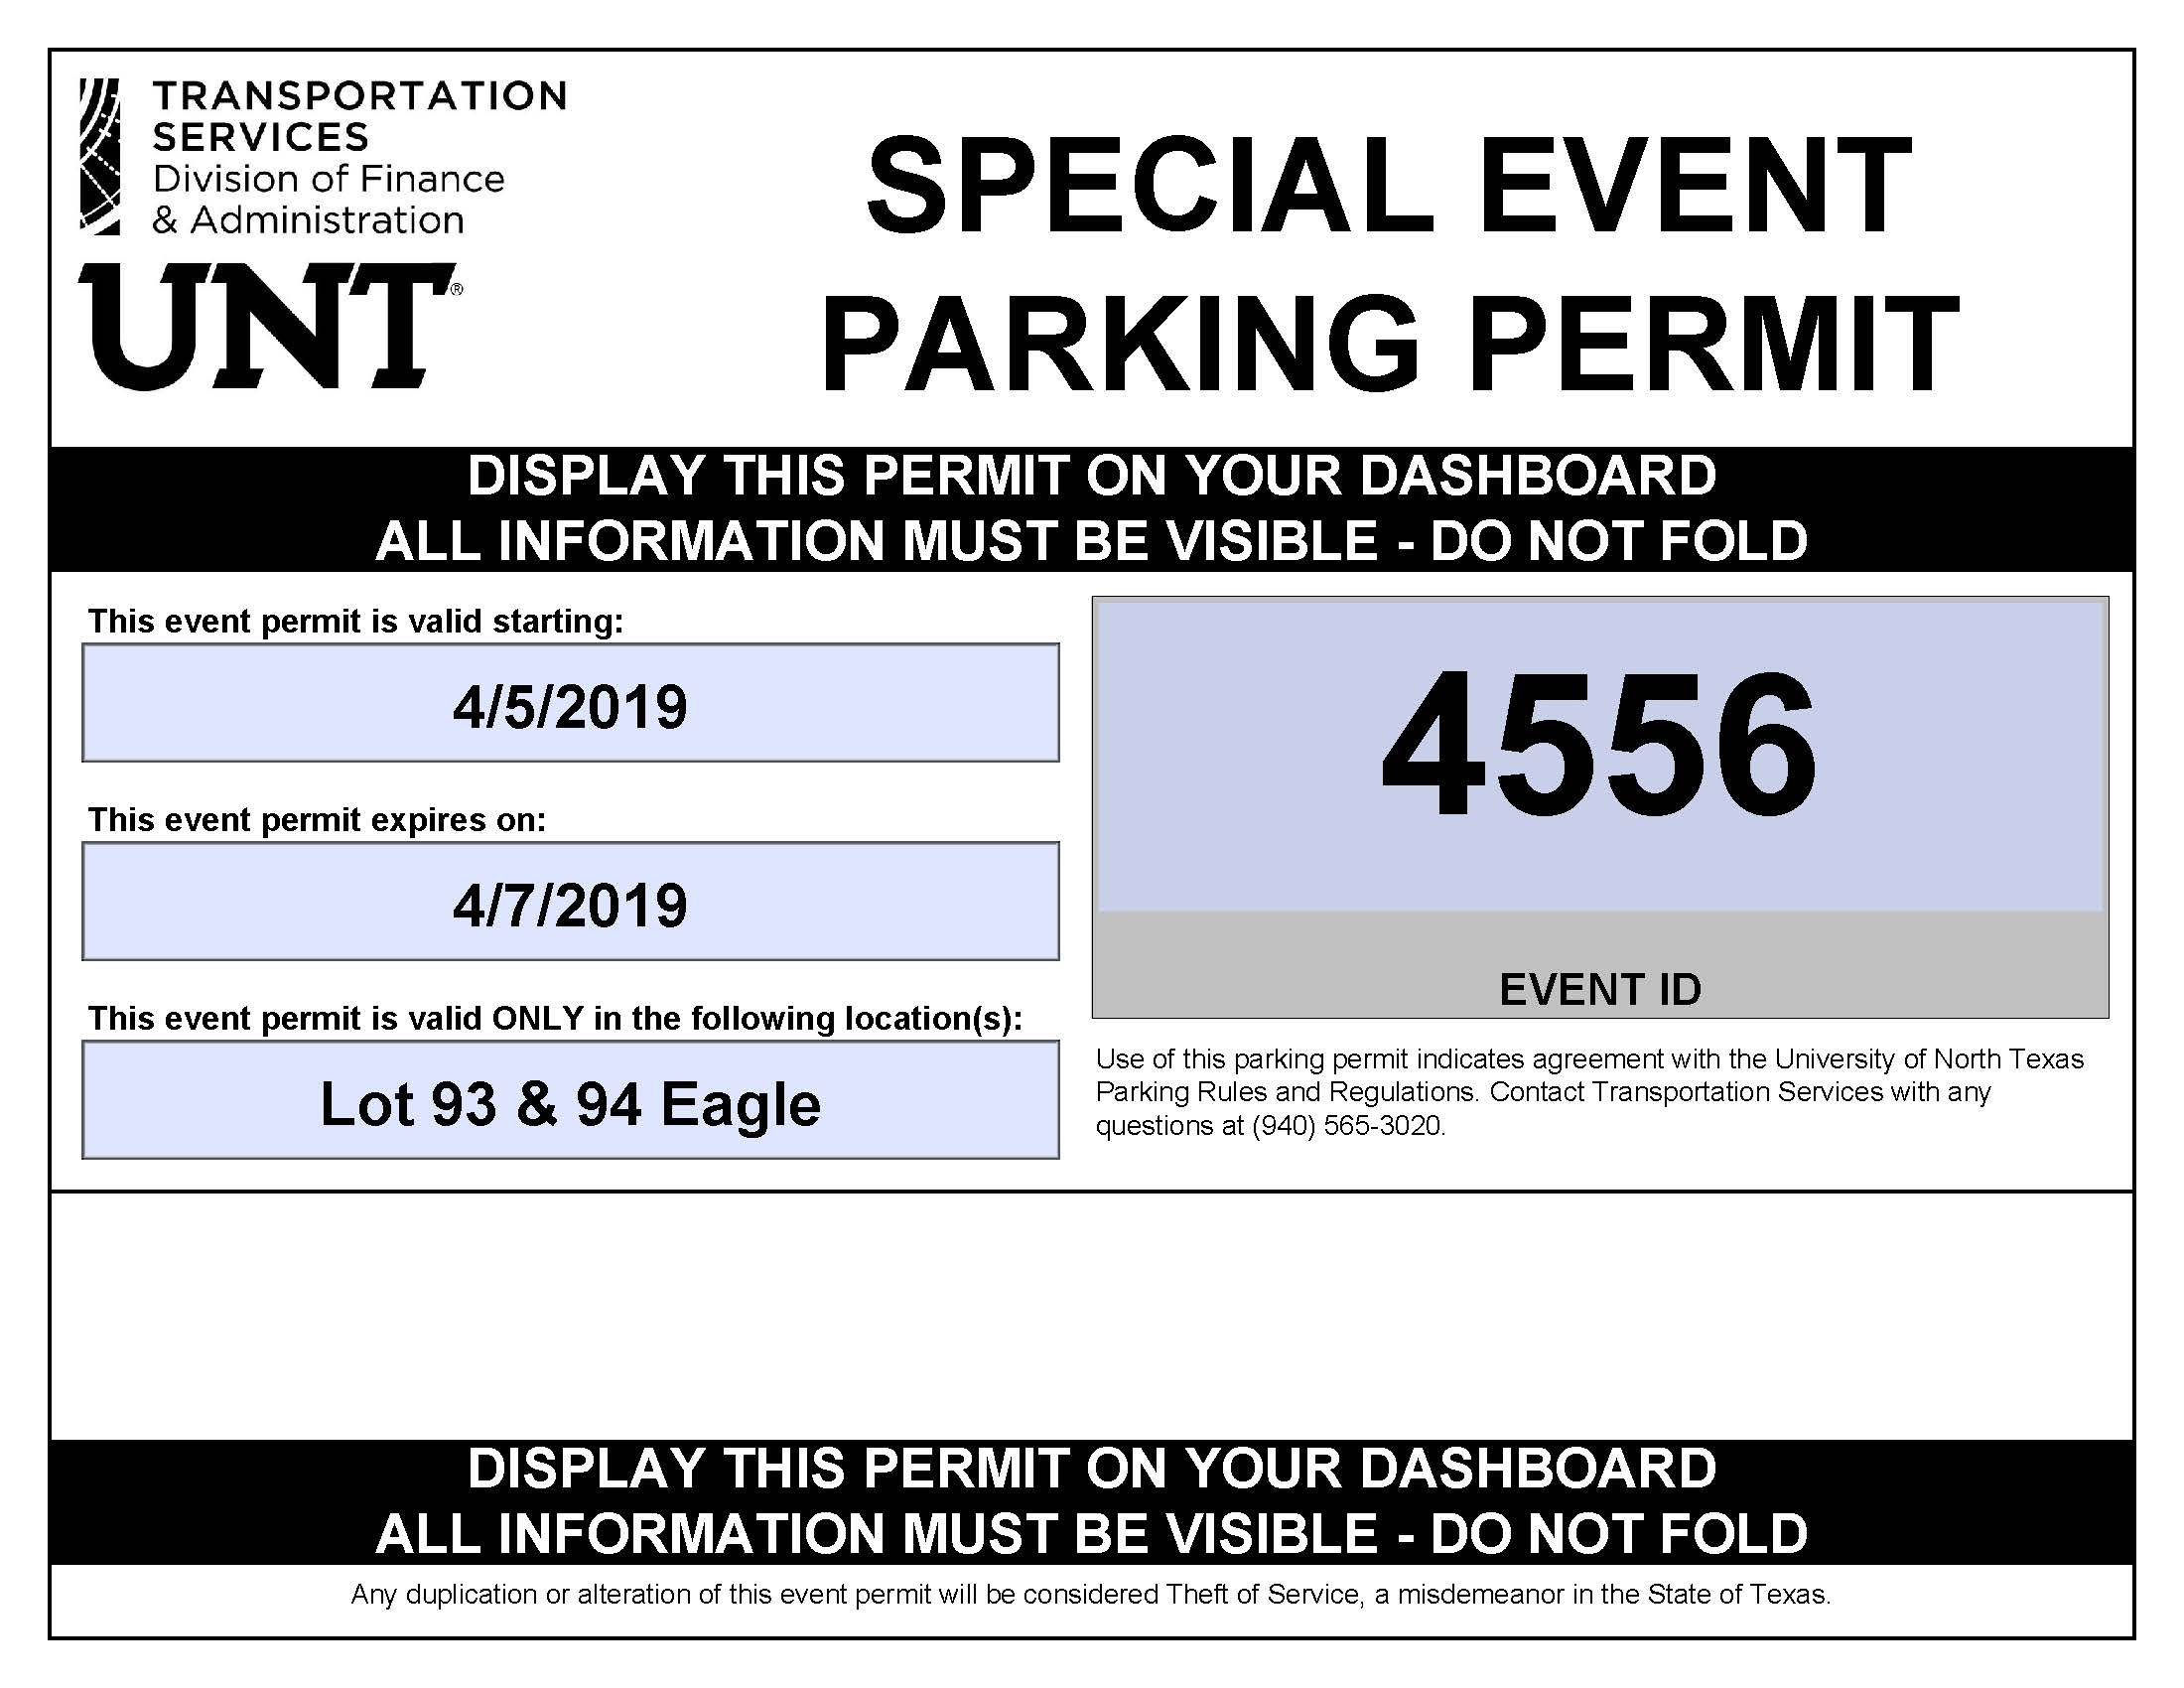 TRANSPORTATION
SERVICES
Division of Finance
& Administration
UNT®
SPECIAL EVENT
PARKING PERMIT
DISPLAY THIS PERMIT ON YOUR DASHBOARD
ALL INFORMATION MUST BE VISIBLE - DO NOT FOLD
This event permit is valid starting:
4/5/2019
This event permit expires on:
4/7/2019
This event permit is valid ONLY in the following location(s):
Lot 93 & 94 Eagle
4556
EVENT ID
Use of this parking permit indicates agreement with the University of North Texas
Parking Rules and Regulations. Contact Transportation Services with any
questions at (940) 565-3020.
DISPLAY THIS PERMIT ON YOUR DASHBOARD
ALL INFORMATION MUST BE VISIBLE - DO NOT FOLD
Any duplication or alteration of this event permit will be considered Theft of Service, a misdemeanor in the State of Texas.